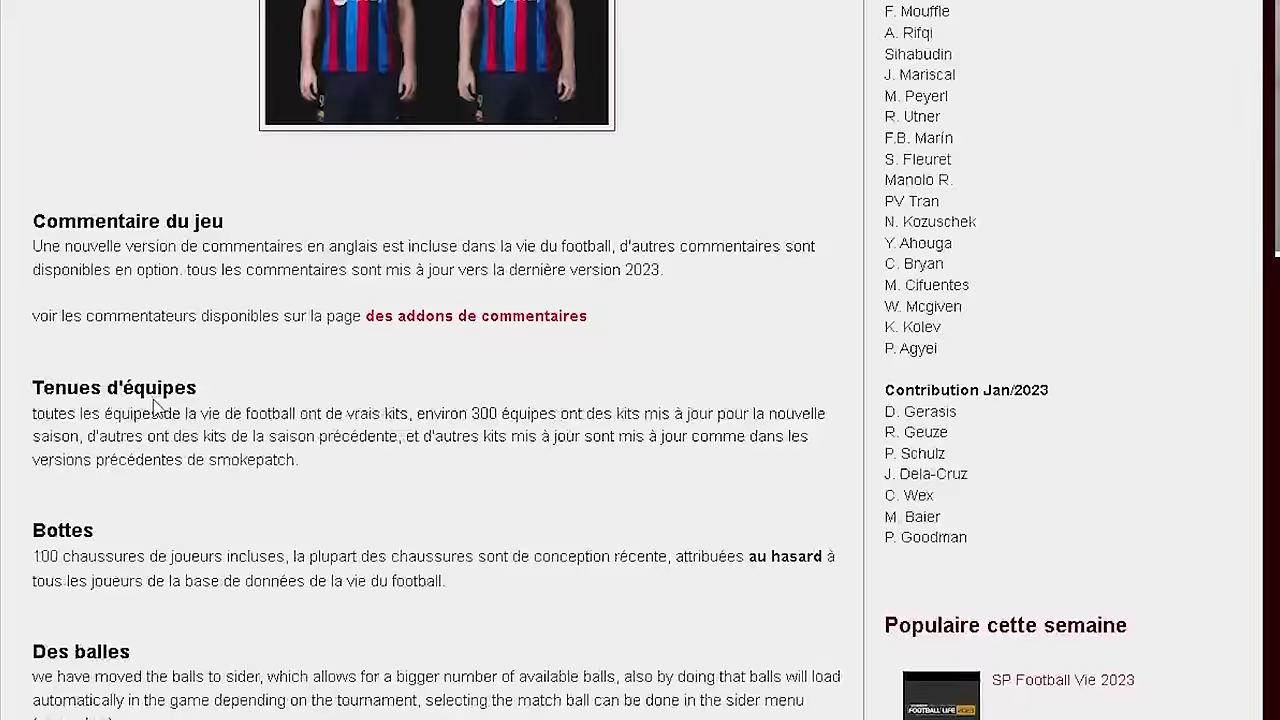 Commentaire du jeu
Une nouvelle version de commentaires en anglais est incluse dans la vie du football, d'autres commentaires sont
disponibles en option. tous les commentaires sont mis à jour vers la dernière version 2023.
voir les commentateurs disponibles sur la page des addons de commentaires
Tenues d'équipes
toutes les équipes de la vie de football ont de vrais kits, environ 300 équipes ont des kits mis à jour pour la nouvelle
saison, d'autres ont des kits de la saison précédente, et d'autres kits mis à jour sont mis à jour comme dans les
versions précédentes de smokepatch.
Bottes
100 chaussures de joueurs incluses, la plupart des chaussures sont de conception récente, attribuées au hasard à
tous les joueurs de la base de données de la vie du football.
Des balles
we have moved the balls to sider, which allows for a bigger number of available balls, also by doing that balls will load
automatically in the game depending on the tournament, selecting the match ball can be done in the sider menu
F. Mouffle
A. Rifqi
Sihabudin
J. Mariscal
M. Peyerl
R. Utner
F.B. Marín
S. Fleuret
Manolo R.
PV Tran
N. Kozuschek
Y. Ahouga
C. Bryan
M. Cifuentes
W. Mcgiven
K. Kolev
P. Agyei
Contribution Jan/2023
D. Gerasis
R. Geuze
P. Schulz
J. Dela-Cruz
C. Wex
M. Baier
P. Goodman
Populaire cette semaine
SP Football Vie 2023
FOOTBALL LIFE 2023